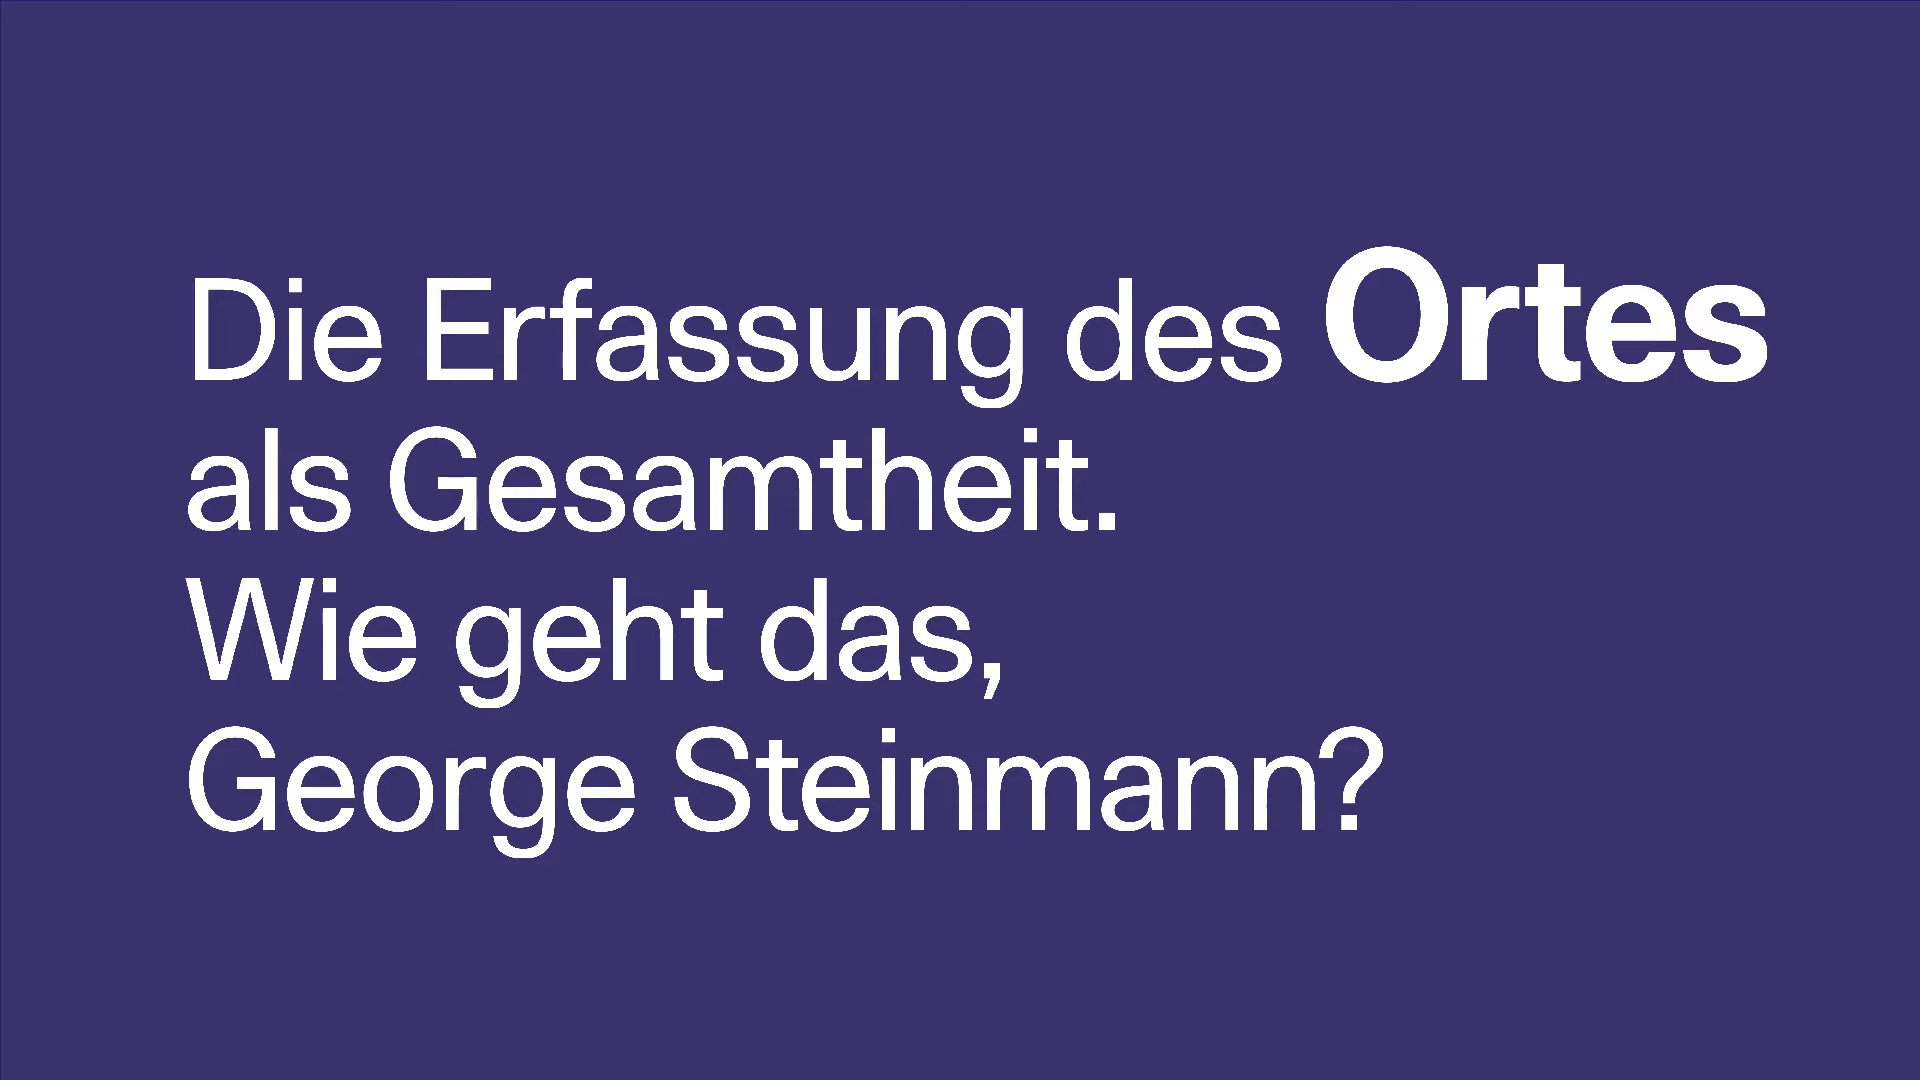 Die Erfassung des Ortes
als Gesamtheit.
Wie geht das,
George Steinmann?